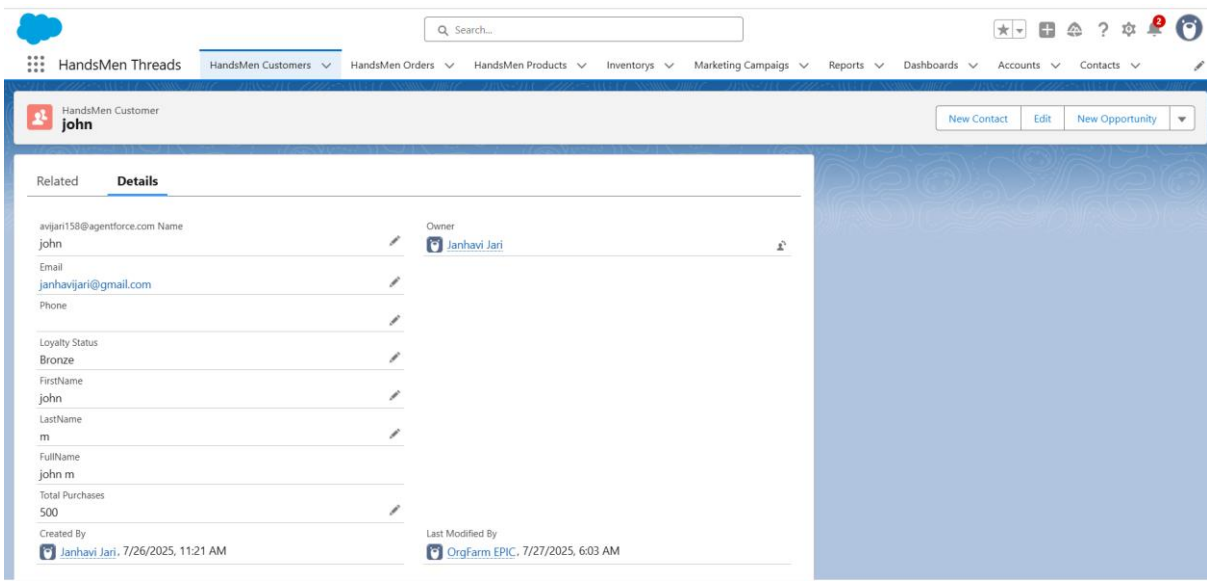 Search...
2
HandsMen Threads HandsMen Customers HandsMen Orders HandsMen Products Inventorys Marketing Campaigs Reports Dashboards Accounts Contacts
HandsMen Customer
john
New Contact Edit New Opportunity
Related Details
avijari158@agentforce.com Name
john
Owner
Janhavi Jari
Email
janhavijari@gmail.com
Phone
Loyalty Status
Bronze
FirstName
john
LastName
m
FullName
john m
Total Purchases
500
Created By
Janhavi Jari, 7/26/2025, 11:21 AM
Last Modified By
OrgFarm EPIC, 7/27/2025, 6:03 AM